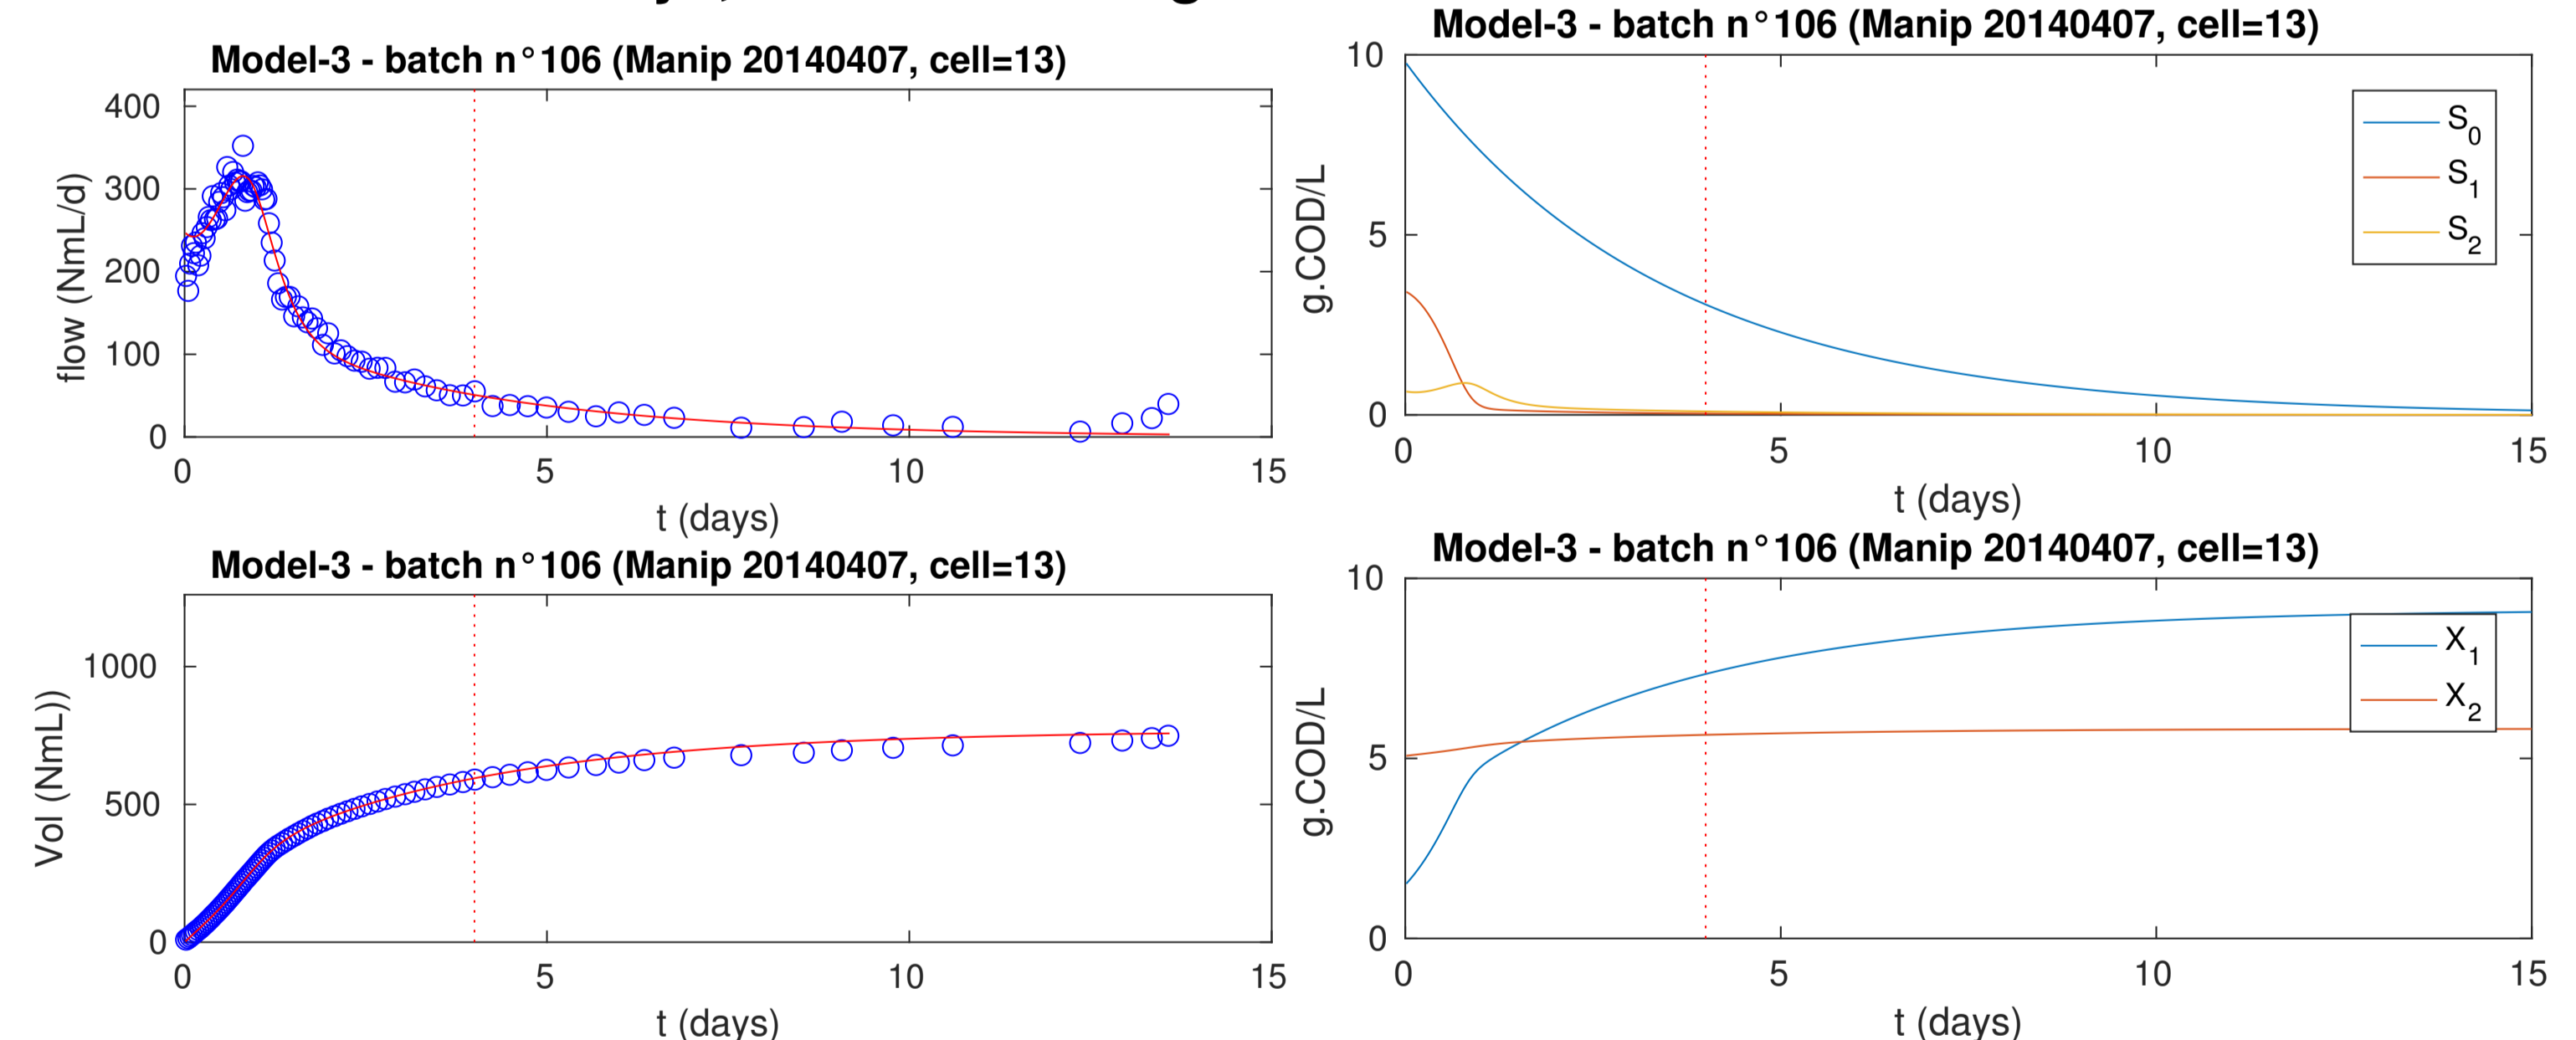 Model-3 - batch n°106 (Manip 20140407, cell=13)
400
300
200
100
0
flow (NmL/d)
0 5 10 15
t (days)
Model-3 - batch n°106 (Manip 20140407, cell=13)
10
5
0
g.COD/L
S0
S1
S2
0 5 10 15
t (days)
Model-3 - batch n°106 (Manip 20140407, cell=13)
1000
500
0
Vol (NmL))
0 5 10 15
t (days)
Model-3 - batch n°106 (Manip 20140407, cell=13)
10
5
0
g.COD/L
X1
X2
0 5 10 15
t (days)